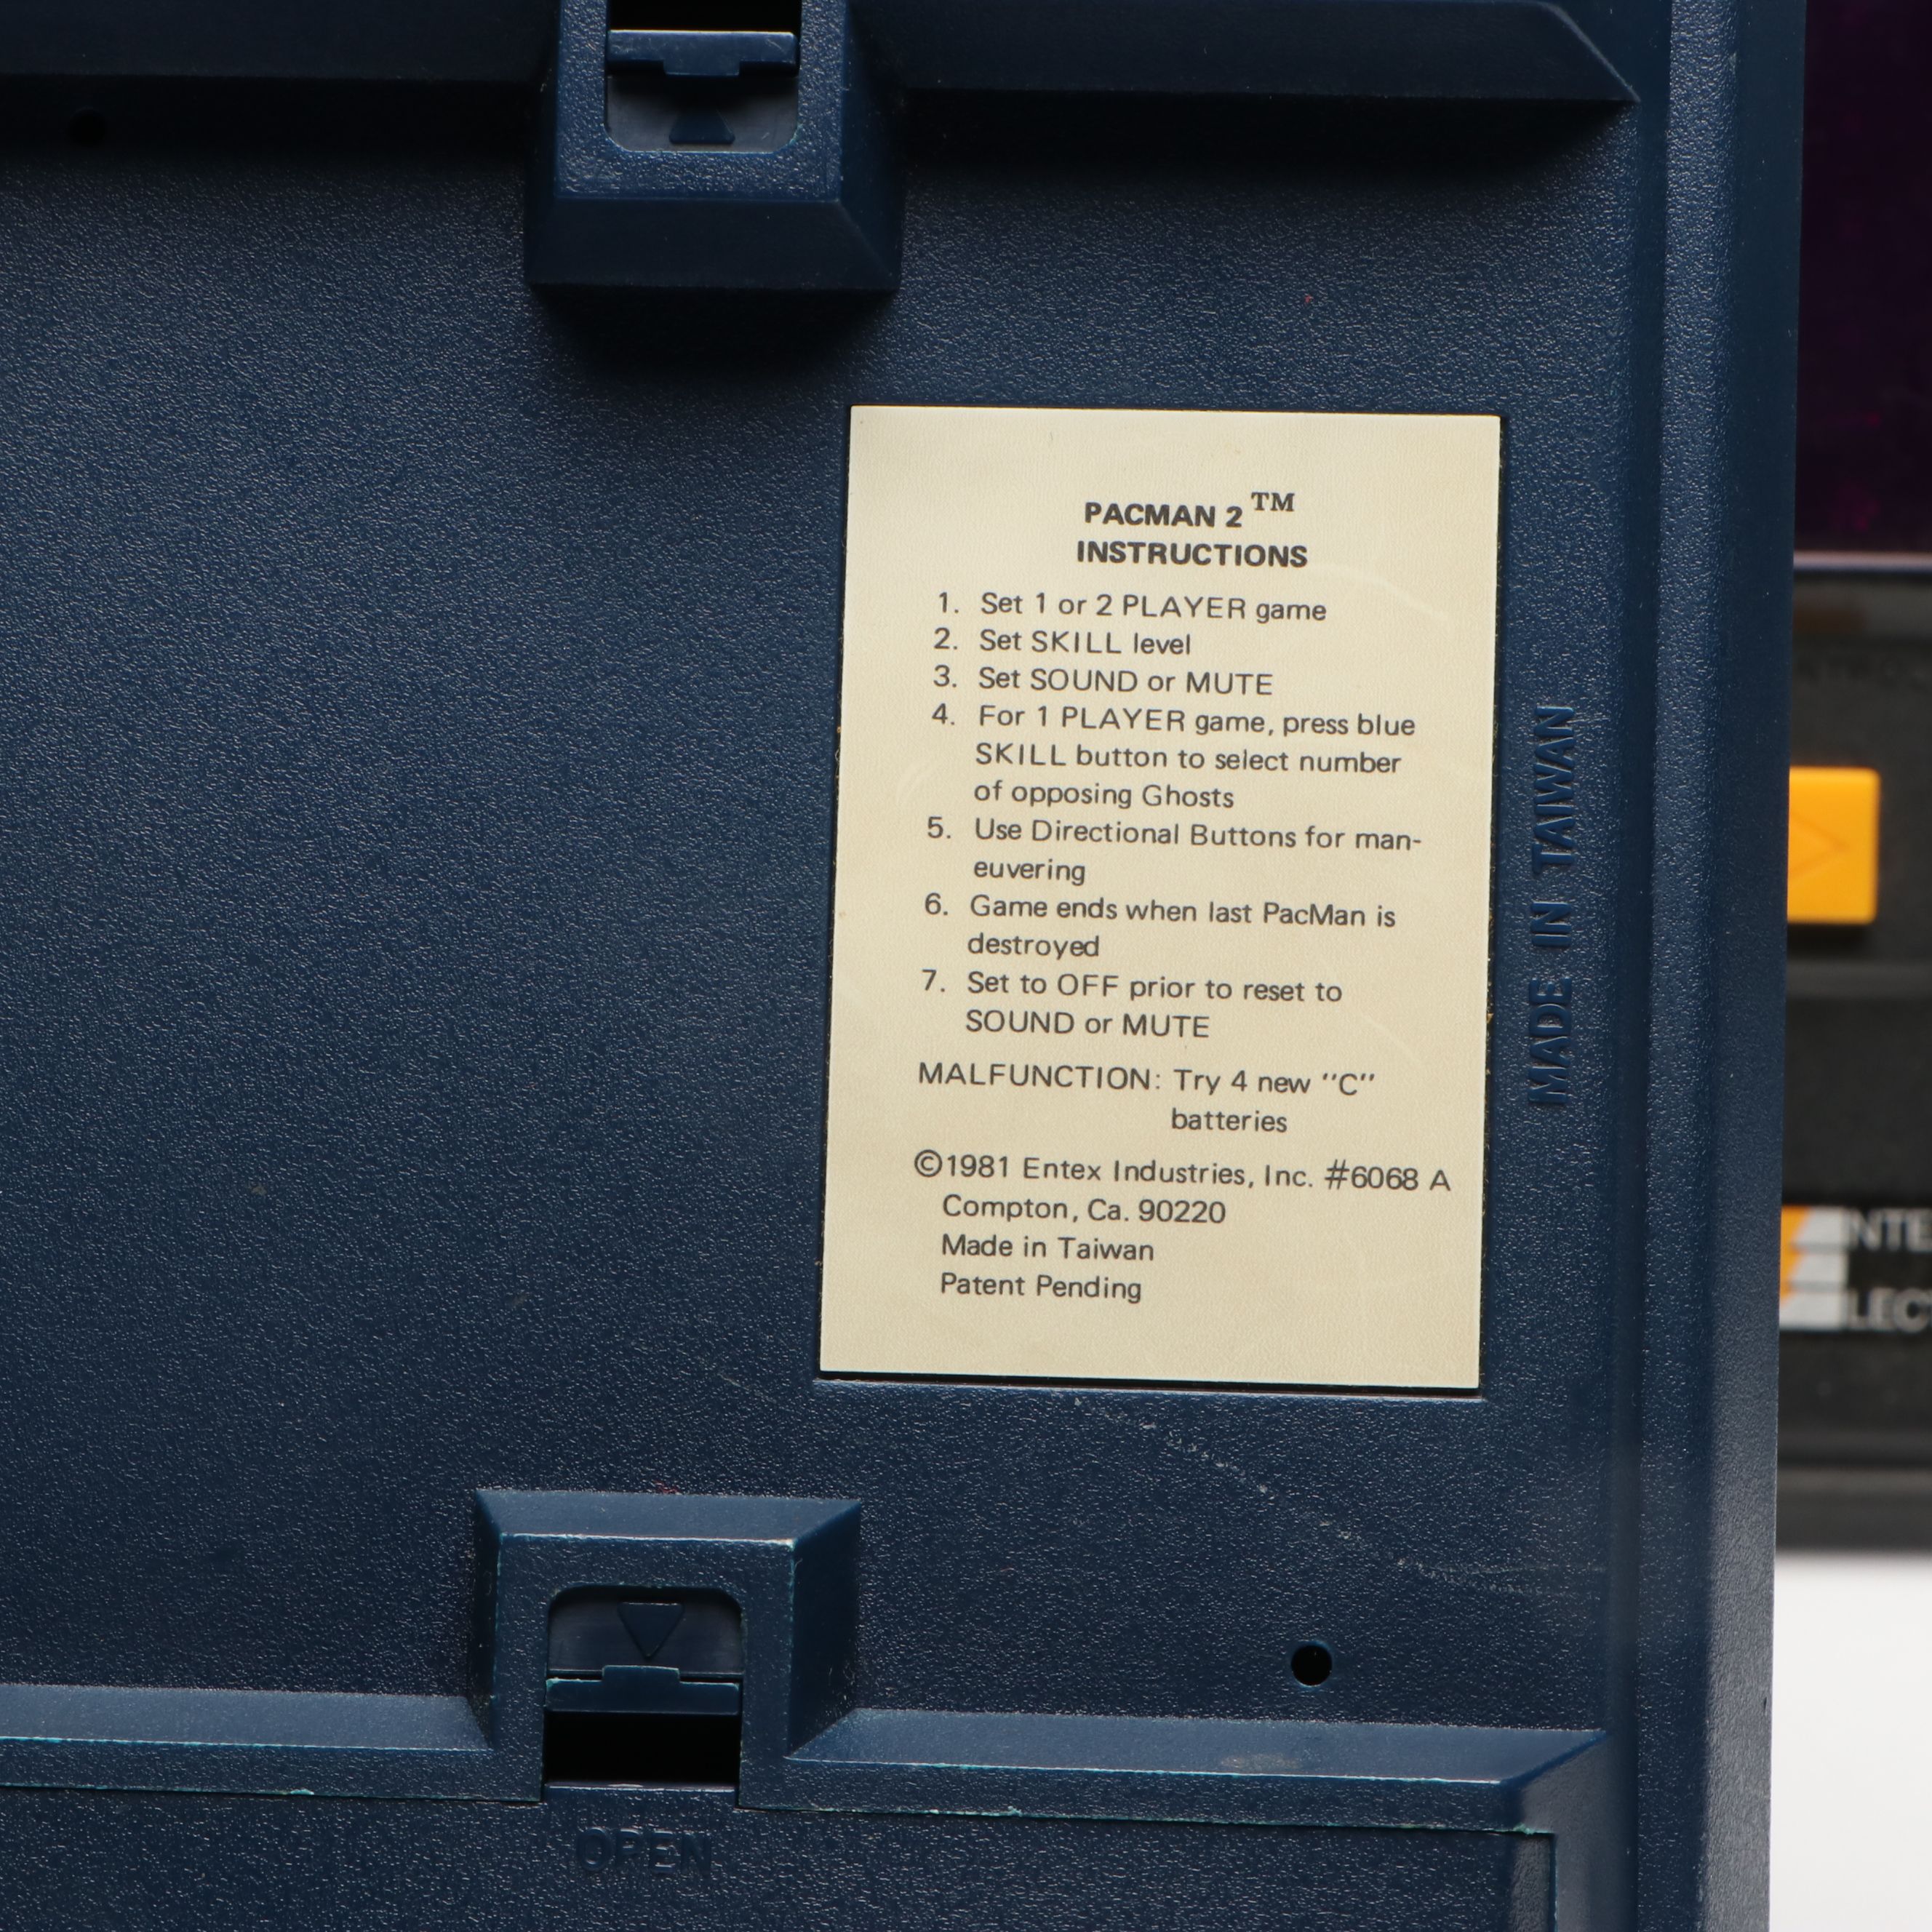 PACMAN 2 ™
INSTRUCTIONS
1. Set 1 or 2 PLAYER game
2. Set SKILL level
3. Set SOUND or MUTE
4. For 1 PLAYER game, press blue
SKILL button to select number
of opposing Ghosts
5. Use Directional Buttons for man-
euvering
6. Game ends when last PacMan is
destroyed
7. Set to OFF prior to reset to
SOUND or MUTE
MALFUNCTION: Try 4 new "C"
batteries
©1981 Entex Industries, Inc. #6068 A
Compton, Ca. 90220
Made in Taiwan
Patent Pending
MADE IN TAIWAN
OPEN
NTE
LEC